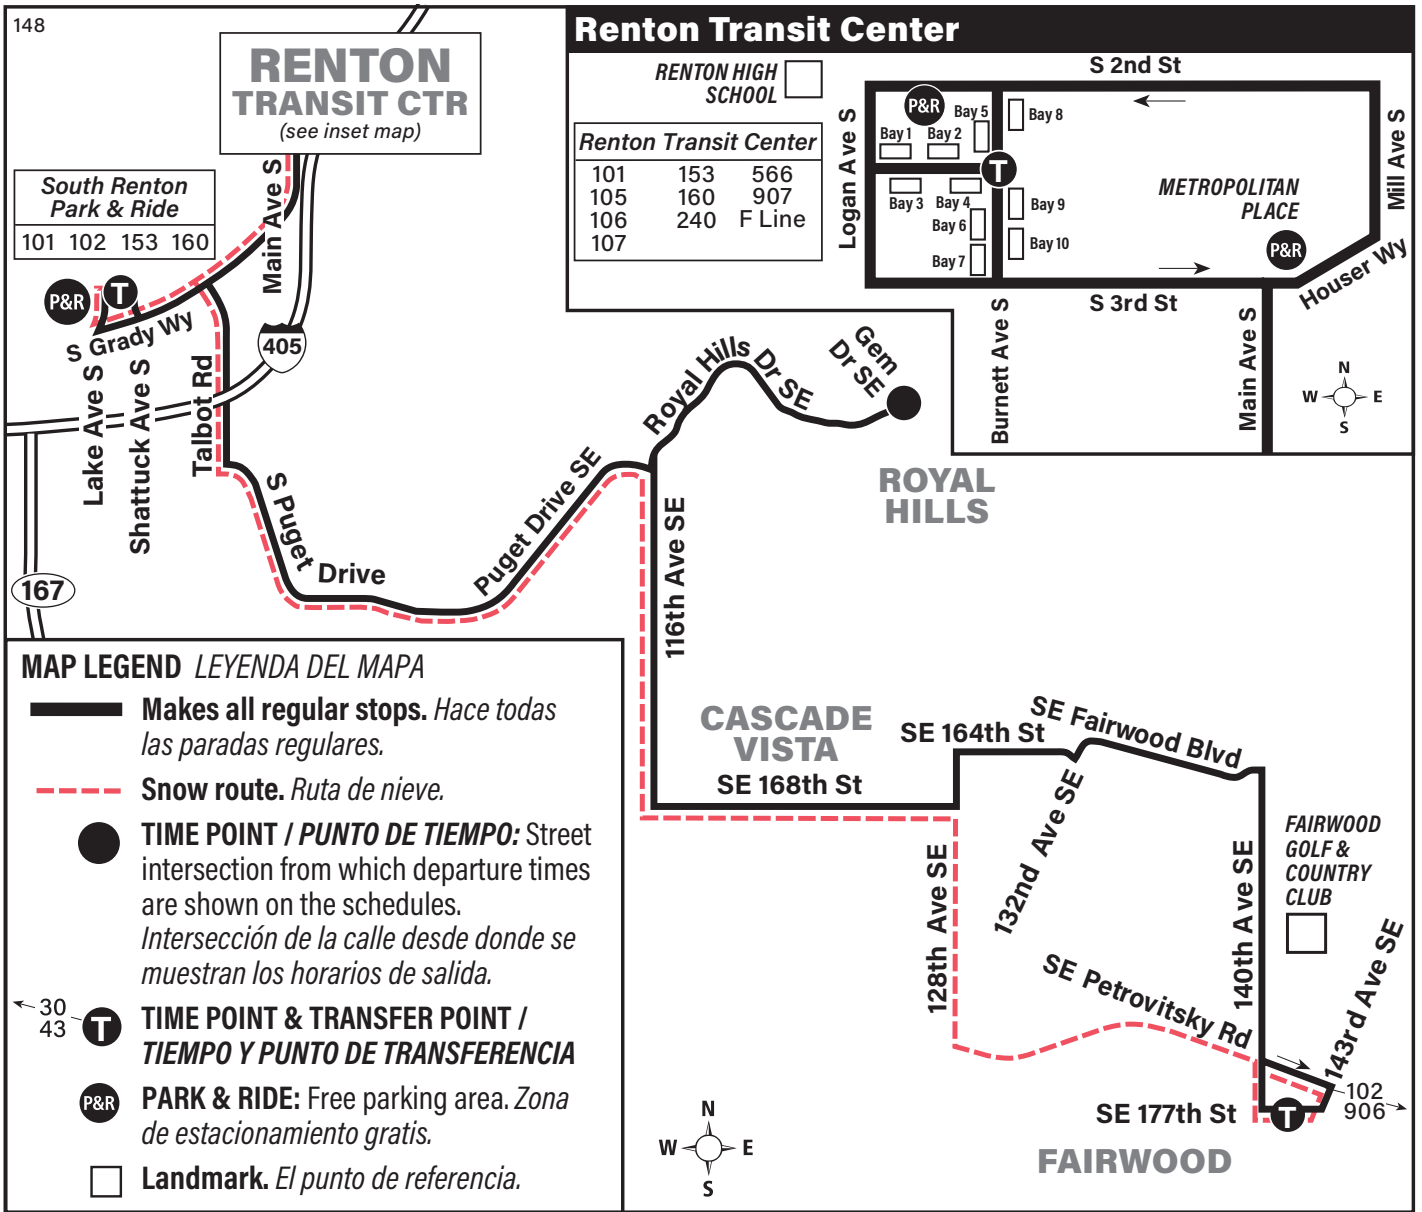 148
RENTON
TRANSIT CTR
(see inset map)
South Renton
Park & Ride
101 102 153 160
P&R
T
Main Ave S
S Grady Wy
405
Lake Ave S
Shattuck Ave S
Talbot Rd
167
S Puget
Drive
Puget Drive SE
Royal Hills Dr SE
Gem
Dr SE
ROYAL
HILLS
116th Ave SE
CASCADE
VISTA
SE 168th St
SE 164th St
SE Fairwood Blvd
132nd Ave SE
128th Ave SE
140th Ave SE
FAIRWOOD
GOLF &
COUNTRY
CLUB
SE Petrovitsky Rd
143rd Ave SE
102
906
SE 177th St
T
FAIRWOOD
N
W E
S
Renton Transit Center
RENTON HIGH
SCHOOL
Renton Transit Center
101 153 566
105 160 907
106 240 F Line
107
S 2nd St
Logan Ave S
P&R
Bay 5
Bay 8
Bay 1 Bay 2
T
Bay 3 Bay 4
Bay 9
Bay 6
Bay 10
Bay 7
METROPOLITAN
PLACE
P&R
Mill Ave S
Houser Wy
S 3rd St
Burnett Ave S
Main Ave S
N
W E
S
MAP LEGEND LEYENDA DEL MAPA
Makes all regular stops. Hace todas
las paradas regulares.
Snow route. Ruta de nieve.
TIME POINT / PUNTO DE TIEMPO: Street
intersection from which departure times
are shown on the schedules.
Intersección de la calle desde donde se
muestran los horarios de salida.
30
43
T
TIME POINT & TRANSFER POINT /
TIEMPO Y PUNTO DE TRANSFERENCIA
P&R
PARK & RIDE: Free parking area. Zona
de estacionamiento gratis.
Landmark. El punto de referencia.